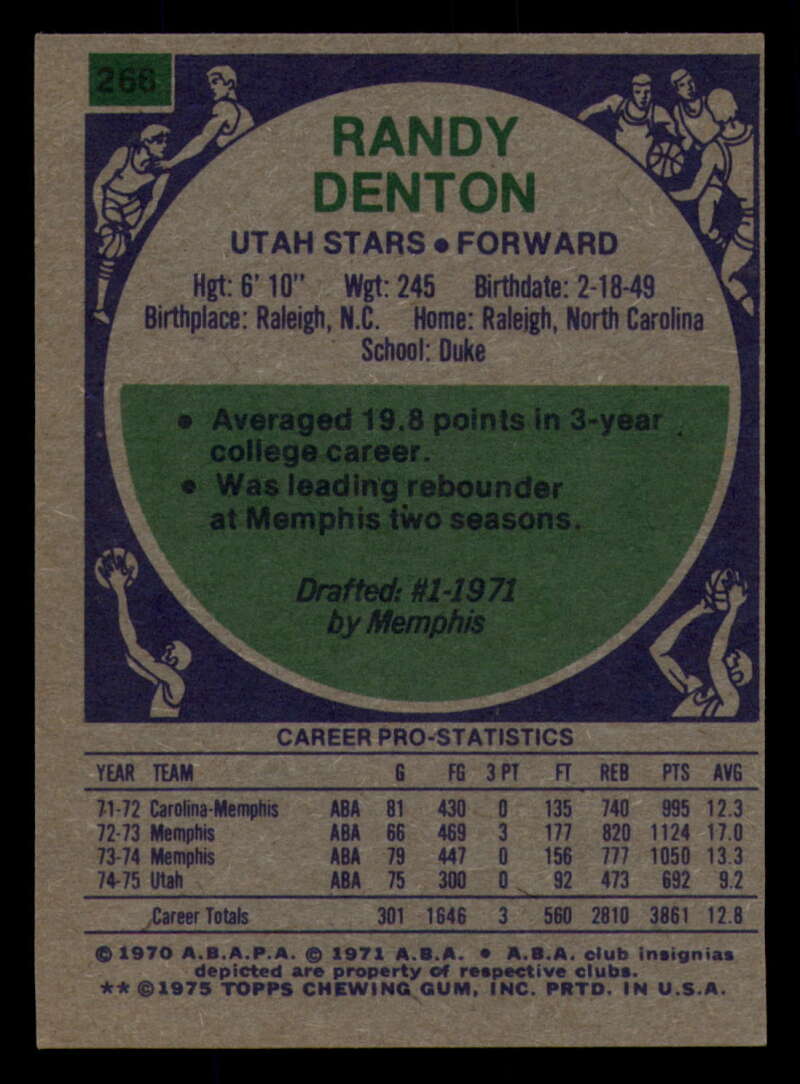 268
RANDY
DENTON
UTAH STARS • FORWARD
Hgt: 6' 10" Wgt: 245 Birthdate: 2-18-49
Birthplace: Raleigh, N.C. Home: Raleigh, North Carolina
School: Duke
• Averaged 19.8 points in 3-year
college career.
• Was leading rebounder
at Memphis two seasons.
Drafted: #1-1971
by Memphis
CAREER PRO-STATISTICS
YEAR TEAM G FG 3 PT FT REB PTS AVG
71-72 Carolina-Memphis ABA 81 430 0 135 740 995 12.3
72-73 Memphis ABA 66 469 3 177 820 1124 17.0
73-74 Memphis ABA 79 447 0 156 777 1050 13.3
74-75 Utah ABA 75 300 0 92 473 692 9.2
Career Totals 301 1646 3 560 2810 3861 12.8
© 1970 A.B.A.P.A. © 1971 A.B.A. • A.B.A. club insignias
depicted are property of respective clubs.
** ©1975 TOPPS CHEWING GUM, INC. PRTD. IN U.S.A.